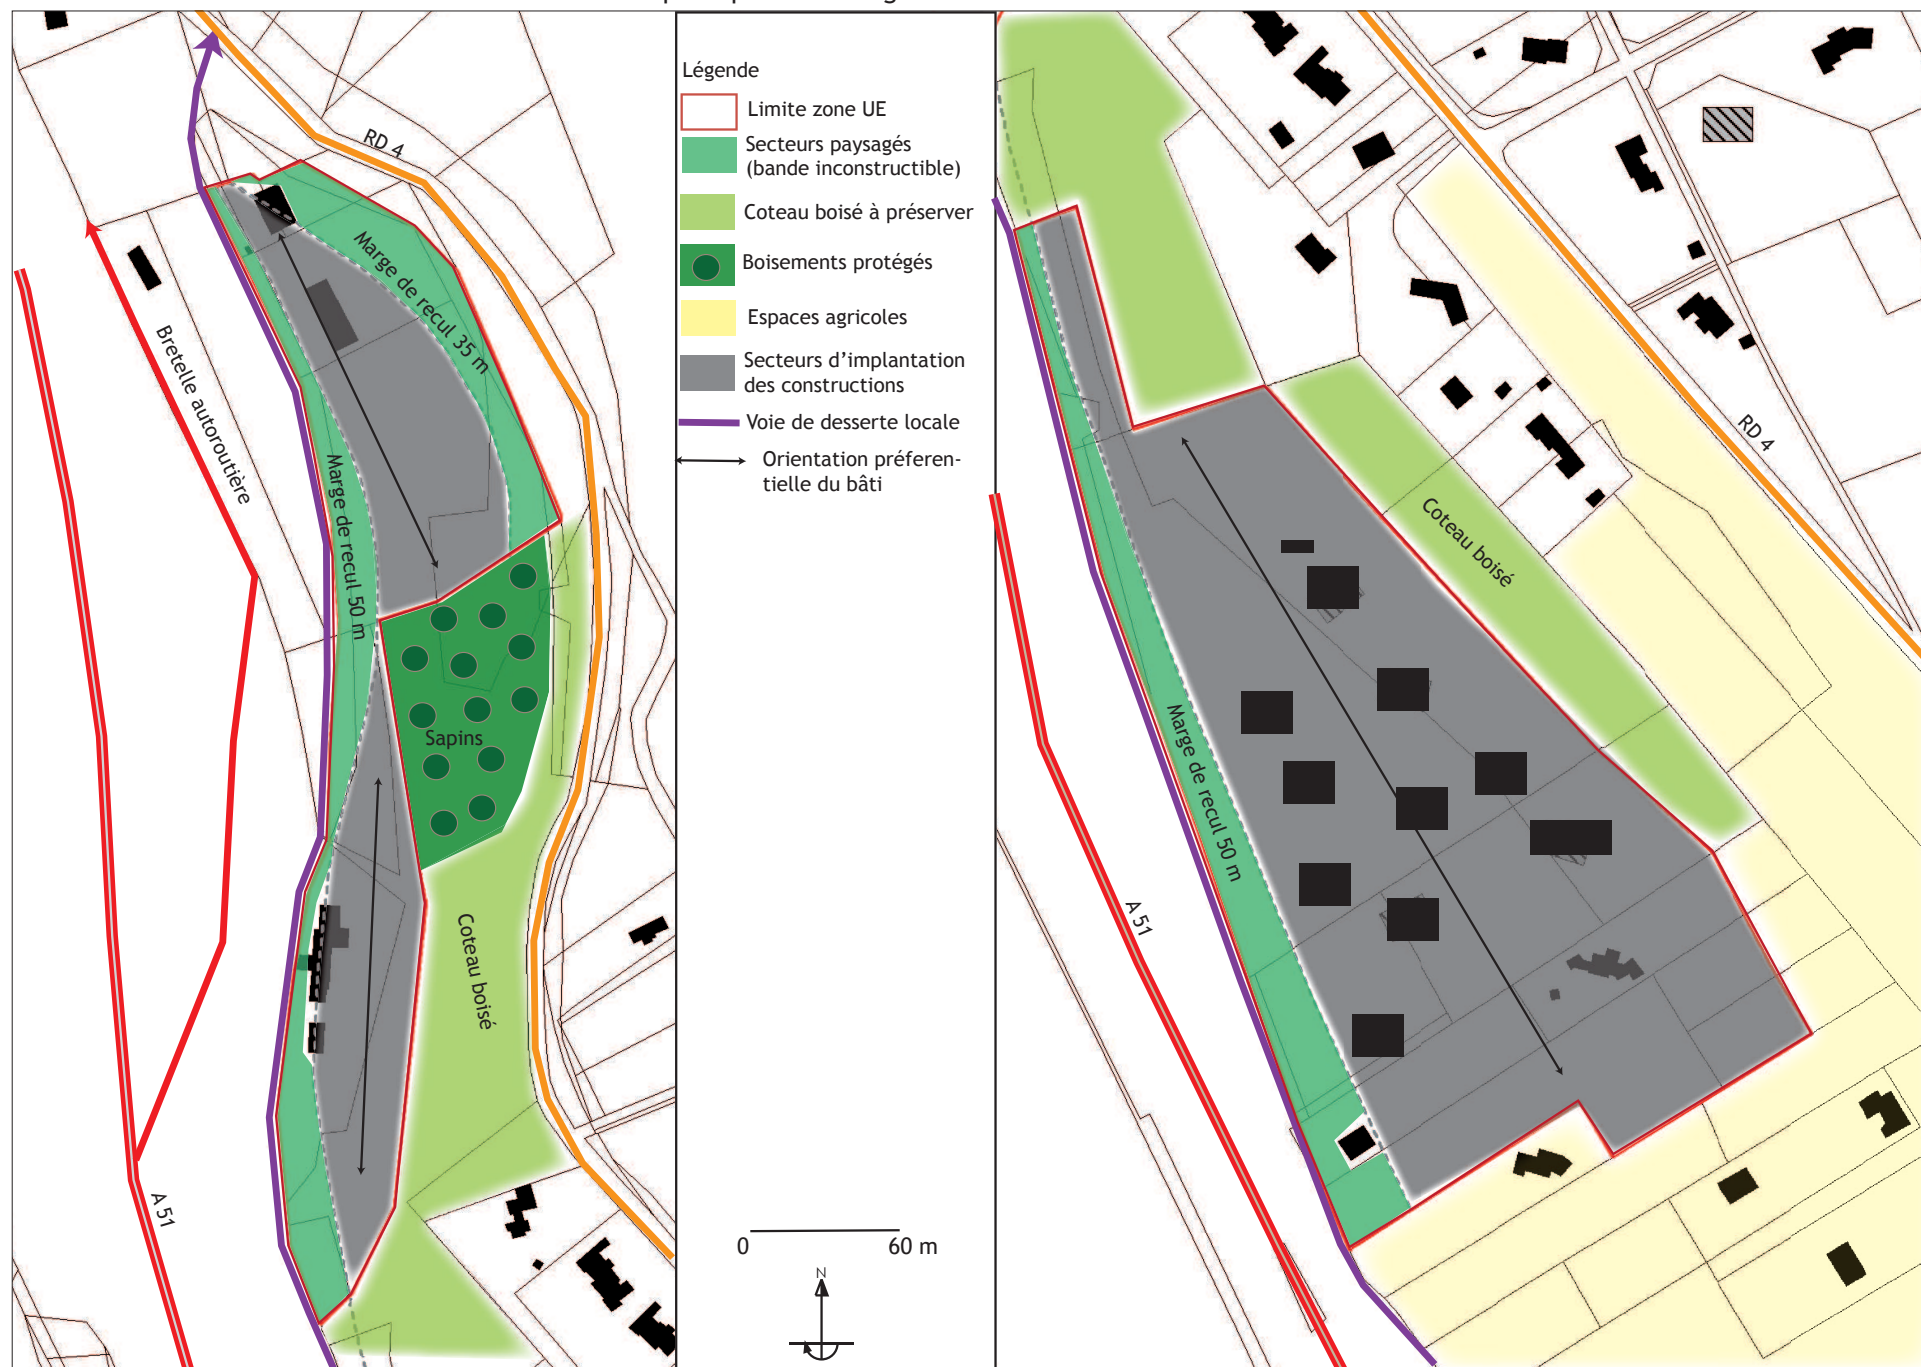 RD 4
Marge de recul 35 m
Bretelle autoroutière
Marge de recul 50 m
Sapins
Coteau boisé
A 51
Légende
Limite zone UE
Secteurs paysagés
(bande inconstructible)
Coteau boisé à préserver
Boisements protégés
Espaces agricoles
Secteurs d'implantation
des constructions
Voie de desserte locale
Orientation préferen-
tielle du bâti
0 60 m
N
RD 4
Coteau boisé
Marge de recul 50 m
A 51